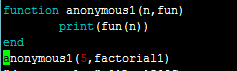 function anonymous1(n,fun)
        print(fun(n))
end
anonymous1(5,factorial1)